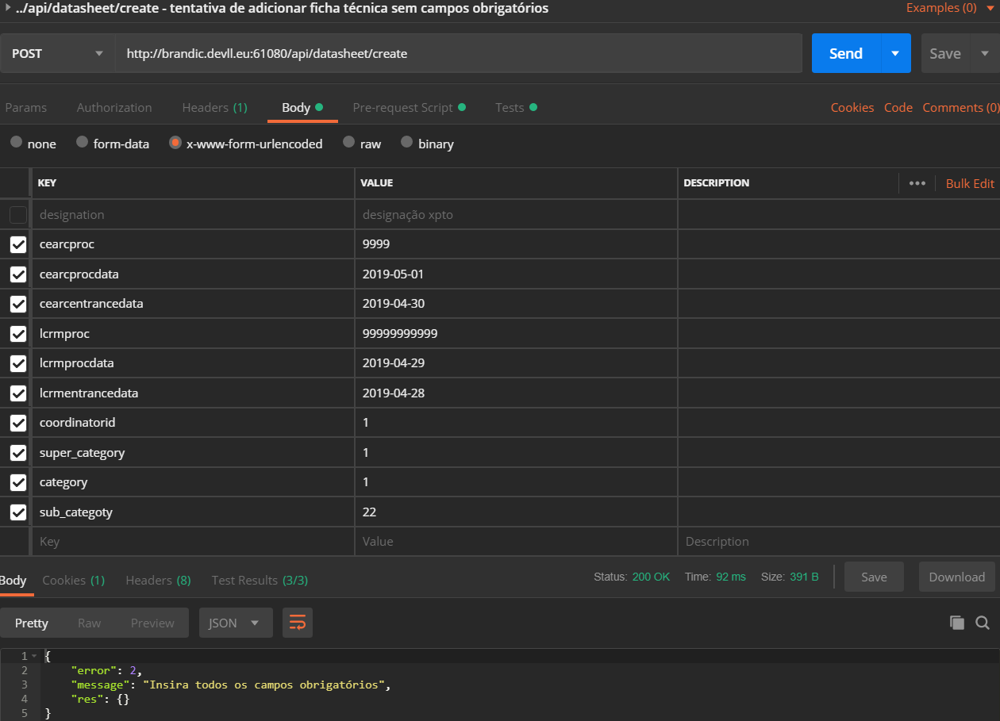 ../api/datasheet/create - tentativa de adicionar ficha técnica sem campos obrigatórios Examples (0)
POST http://brandic.devll.eu:61080/api/datasheet/create Send Save
Params Authorization Headers (1) Body Pre-request Script Tests Cookies Code Comments (0)
none form-data x-www-form-urlencoded raw binary
KEY VALUE DESCRIPTION Bulk Edit
designation designação xpto
cearcproc 9999
cearcprocdata 2019-05-01
cearcentrancedata 2019-04-30
lcrmproc 99999999999
lcrmprocdata 2019-04-29
lcrmentrancedata 2019-04-28
coordinatorid 1
super_category 1
category 1
sub_categoty 22
Key Value Description
Body Cookies (1) Headers (8) Test Results (3/3) Status: 200 OK Time: 92 ms Size: 391 B Save Download
Pretty Raw Preview JSON
1 {
2 "error": 2,
3 "message": "Insira todos os campos obrigatórios",
4 "res": {}
5 }